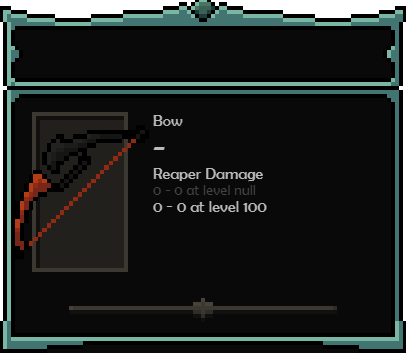 Bow
–
Reaper Damage
0 - 0 at level null
0 - 0 at level 100